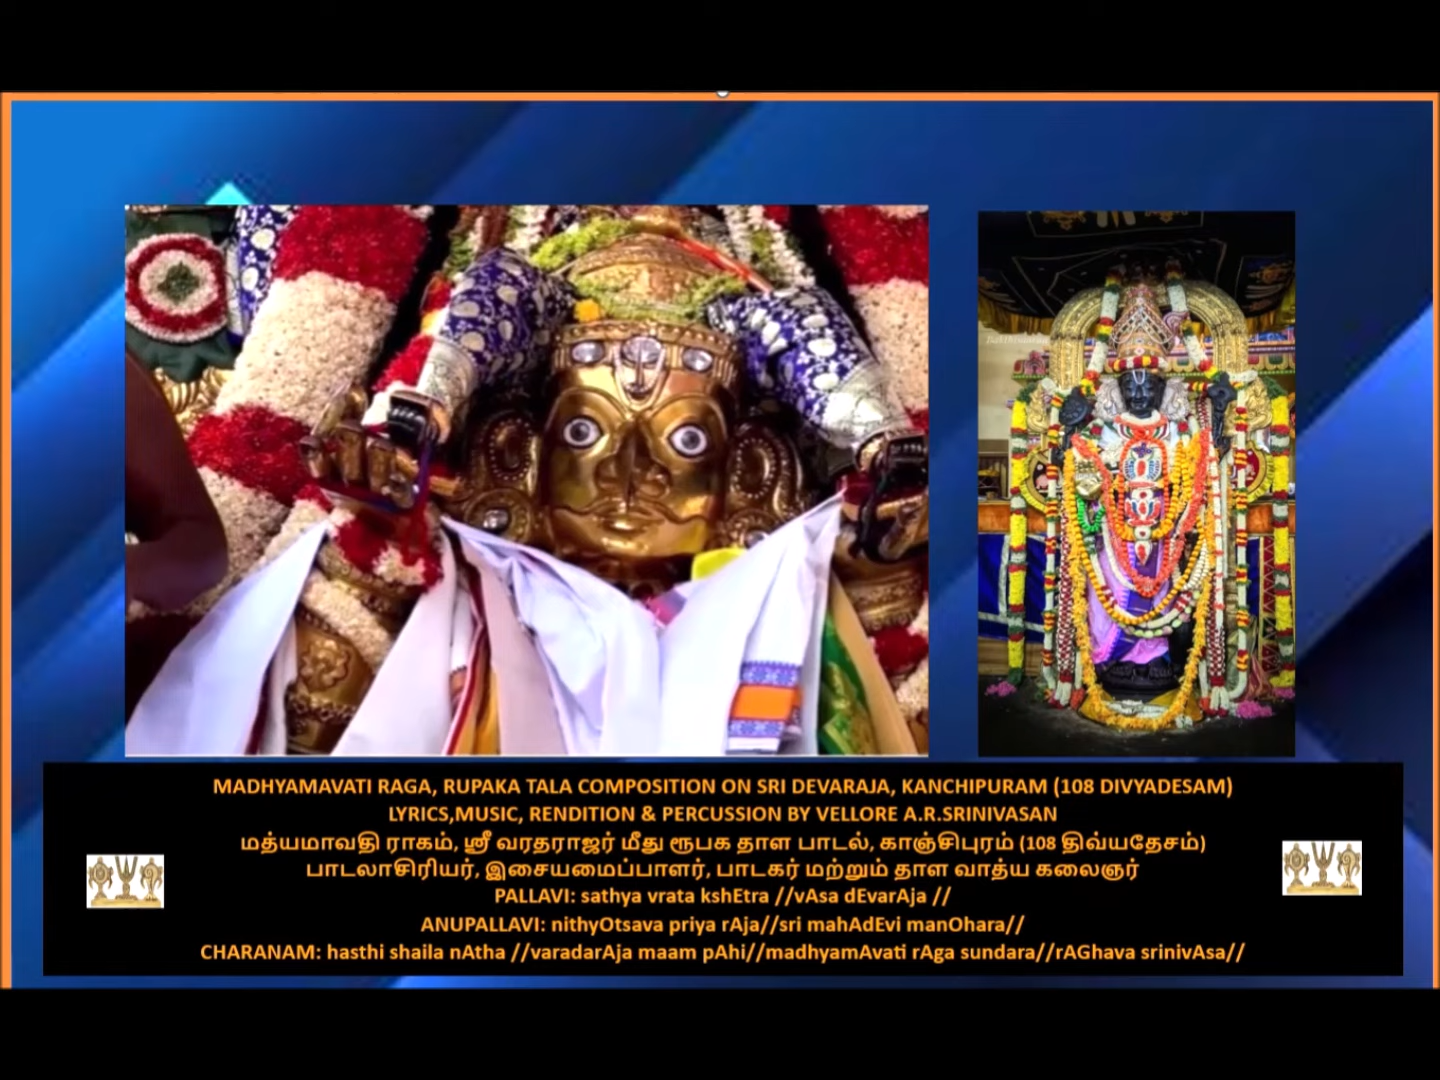 MADHYAMAVATI RAGA, RUPAKA TALA COMPOSITION ON SRI DEVARAJA, KANCHIPURAM (108 DIVYADESAM)
LYRICS,MUSIC, RENDITION & PERCUSSION BY VELLORE A.R.SRINIVASAN
மத்யமாவதி ராகம், ஸ்ரீ வரதராஜர் மீது ரூபக தாள பாடல், காஞ்சிபுரம் (108 திவ்யதேசம்)
பாடலாசிரியர், இசையமைப்பாளர், பாடகர் மற்றும் தாள வாத்ய கலைஞர்
PALLAVI: sathya vrata kshEtra //vAsa dEvarAja //
ANUPALLAVI: nithyOtsava priya rAja//sri mahAdEvi manOhara//
CHARANAM: hasthi shaila nAtha //varadarAja maam pAhi//madhyamAvati rAga sundara//rAGhava srinivAsa//